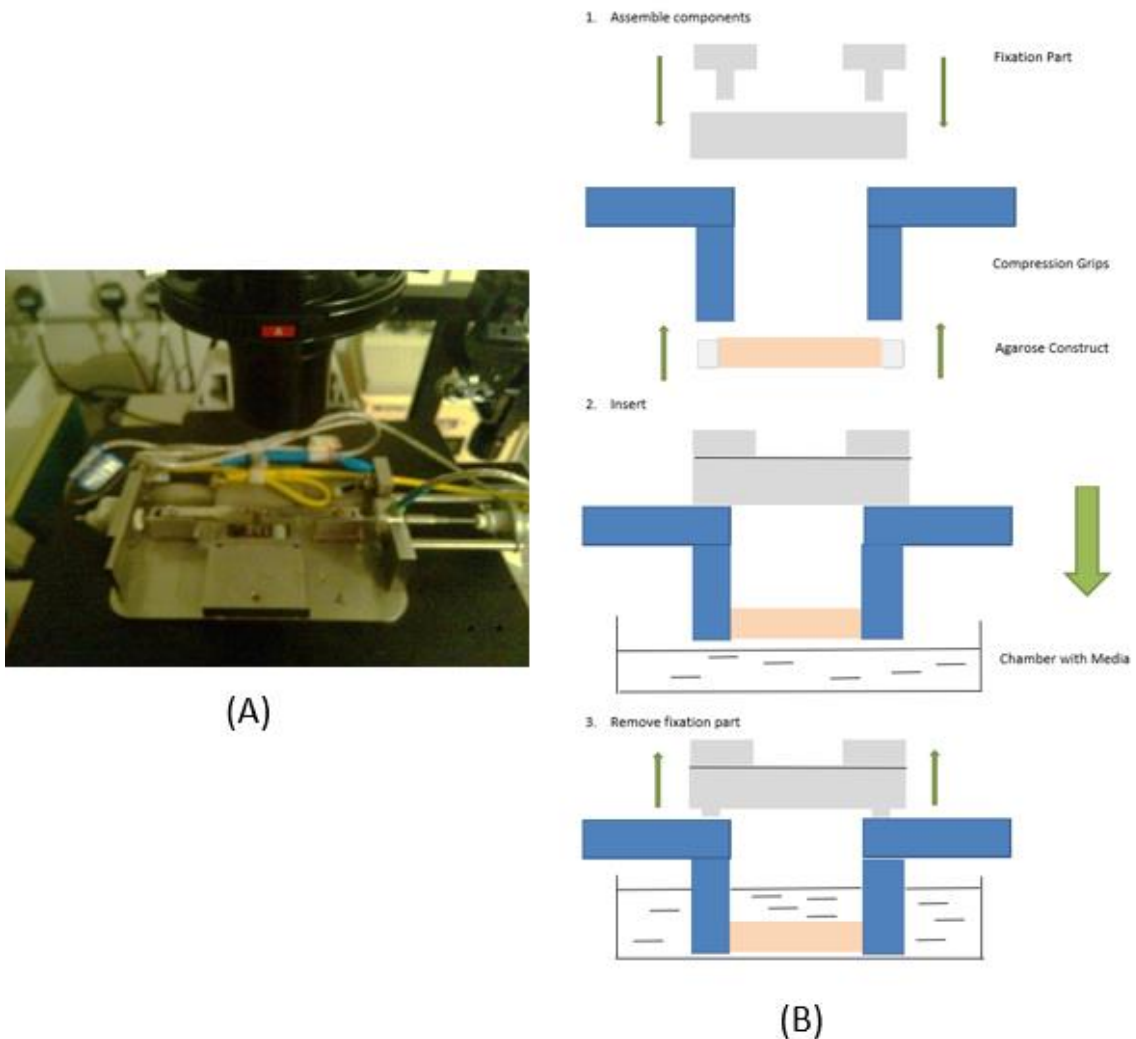 1. Assemble components
Fixation Part
Compression Grips
Agarose Construct
2. Insert
Chamber with Media
3. Remove fixation part
(A)
(B)